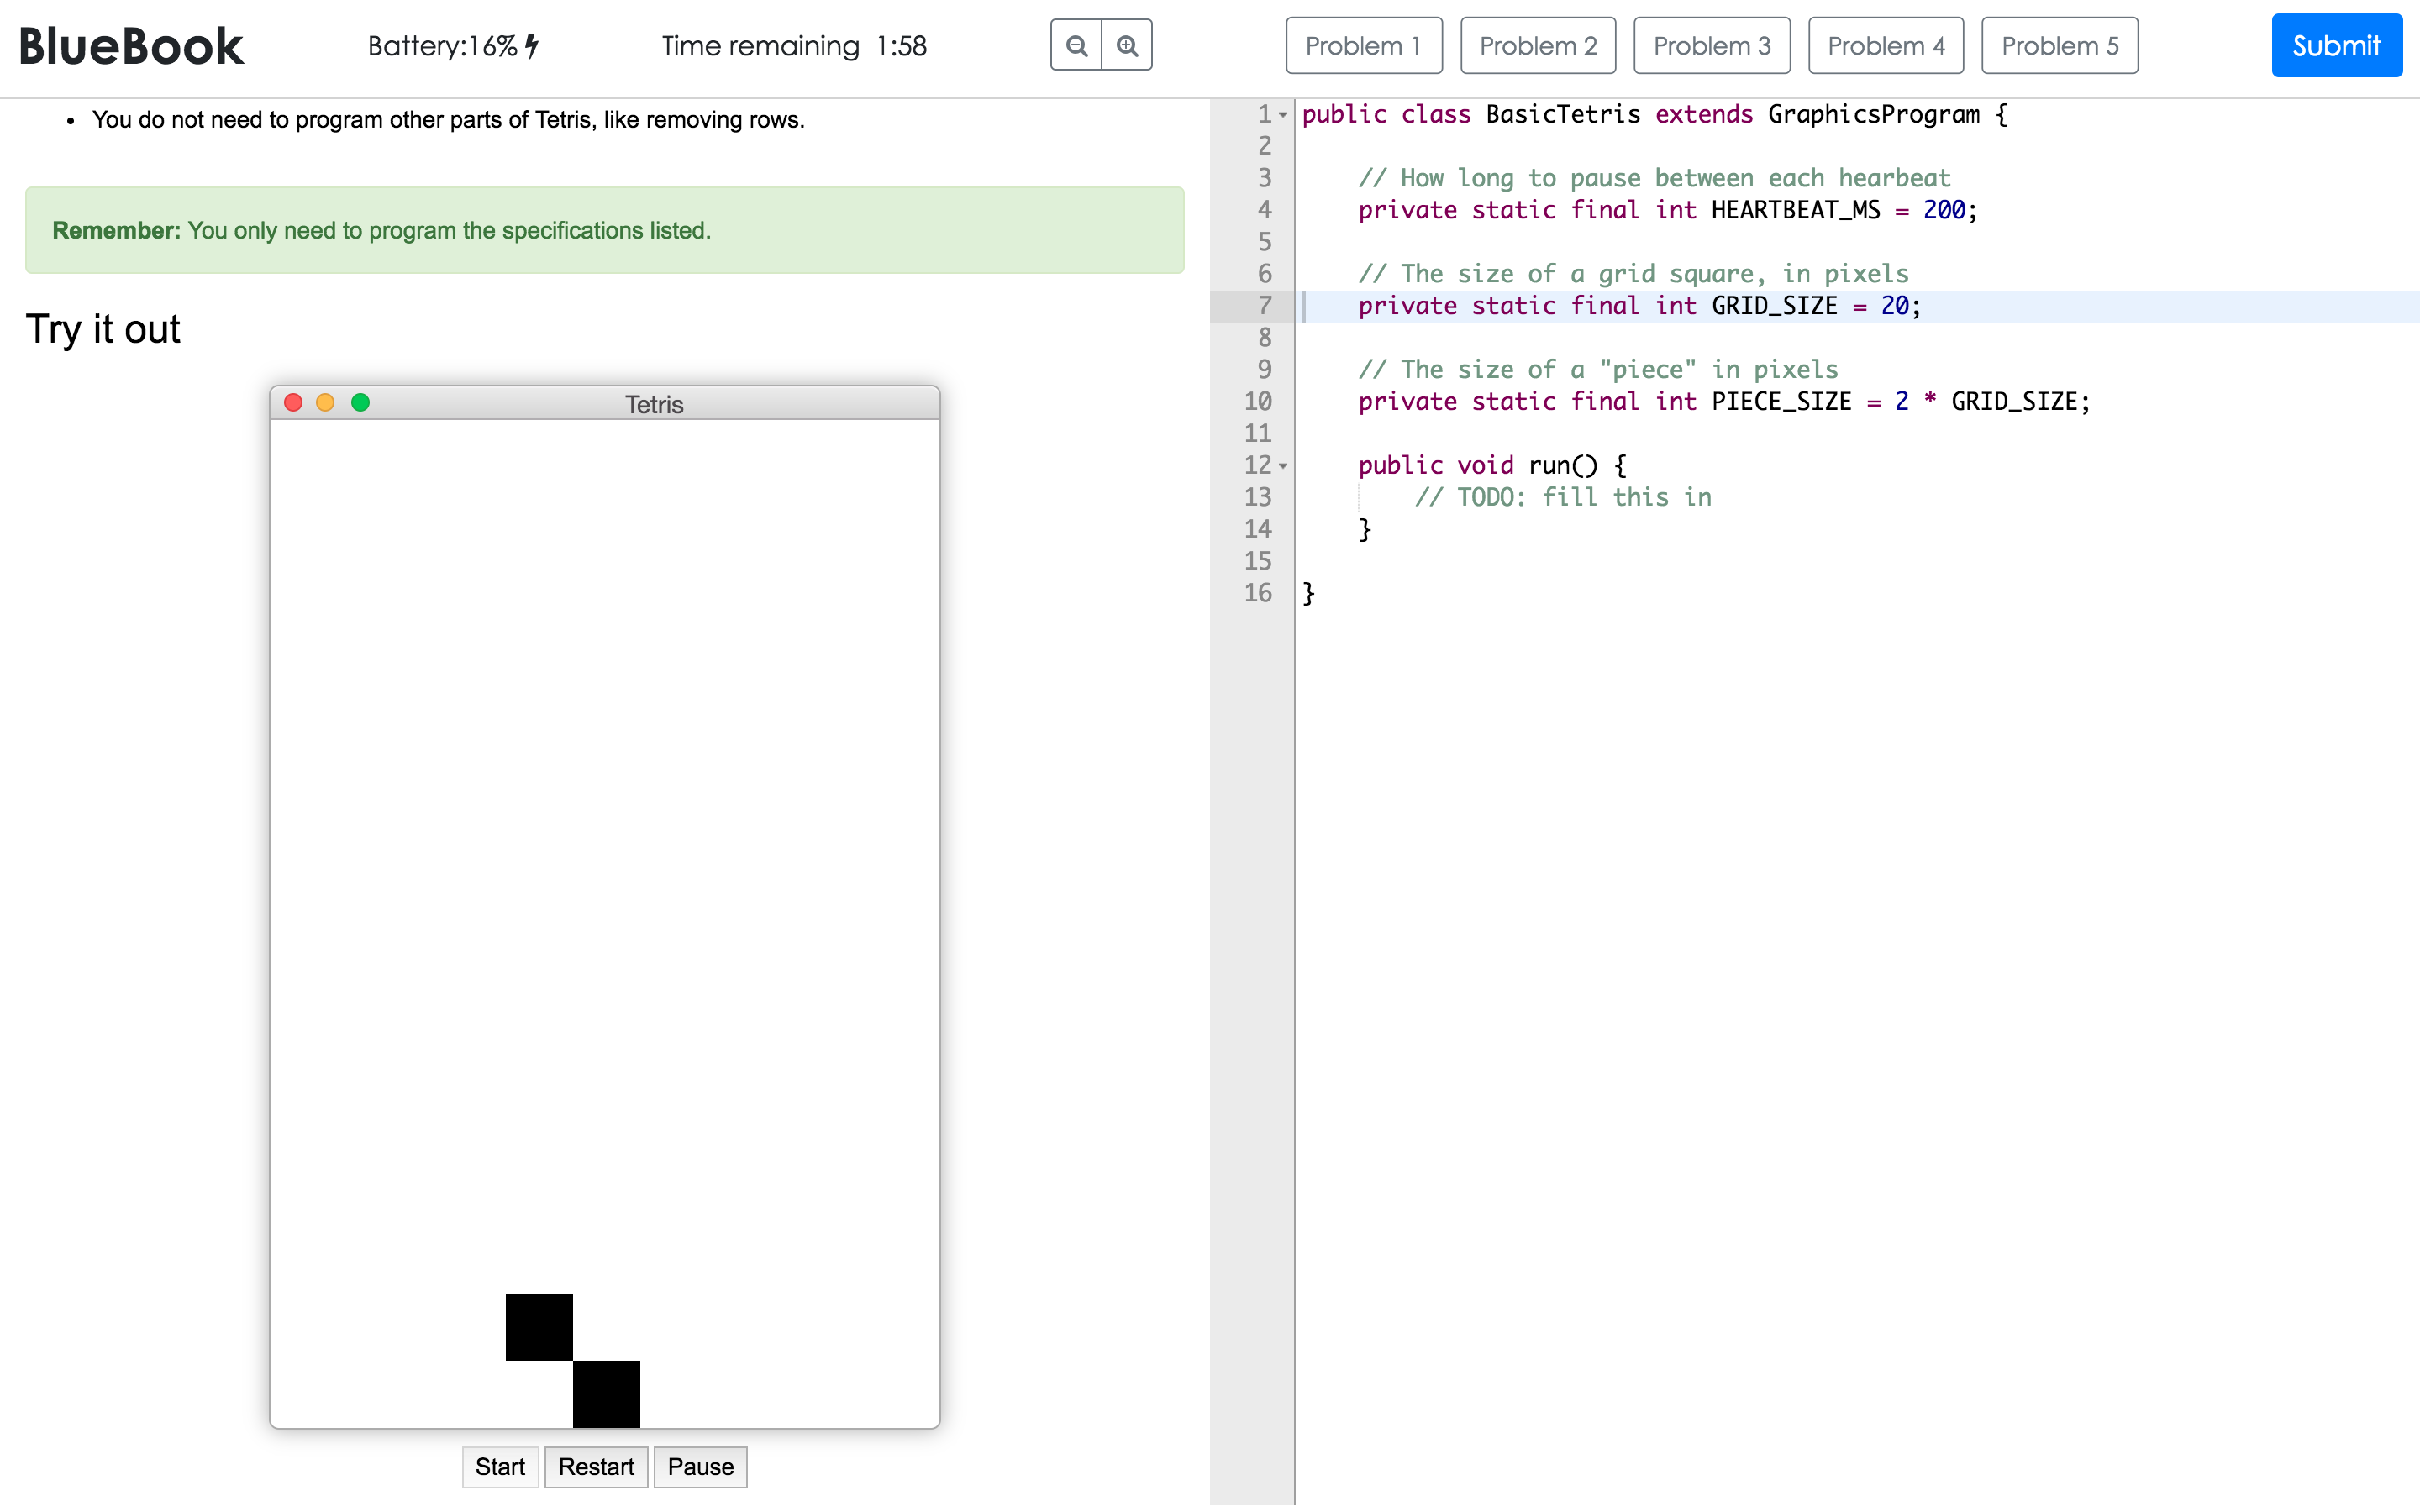 BlueBook Battery:16% Time remaining 1:58 Problem 1 Problem 2 Problem 3 Problem 4 Problem 5 Submit
• You do not need to program other parts of Tetris, like removing rows.
Remember: You only need to program the specifications listed.
Try it out
Tetris
Start Restart Pause
1 public class BasicTetris extends GraphicsProgram {
2
3 // How long to pause between each hearbeat
4 private static final int HEARTBEAT_MS = 200;
5
6 // The size of a grid square, in pixels
7 private static final int GRID_SIZE = 20;
8
9 // The size of a "piece" in pixels
10 private static final int PIECE_SIZE = 2 * GRID_SIZE;
11
12 public void run() {
13 // TODO: fill this in
14 }
15
16 }